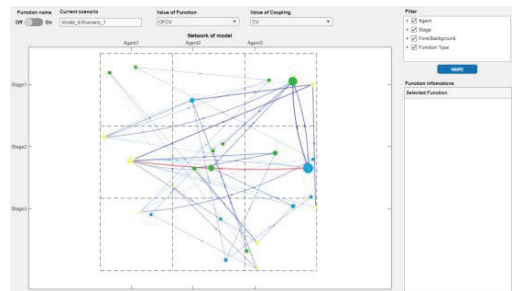 Function name
Current scenario
Value of Function
Value of Coupling
Filter
Off
On
Model_4/Scenario_1
OFCV
CV
Agent
Stage
Fore/Background
Function Type
Apply
Network of model
Agent1
Agent2
Agent3
Function informations
Selected Function
Stage1
Stage2
Stage3